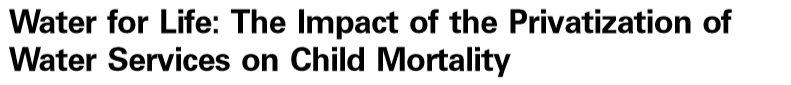 Water for Life: The Impact of the Privatization of
Water Services on Child Mortality